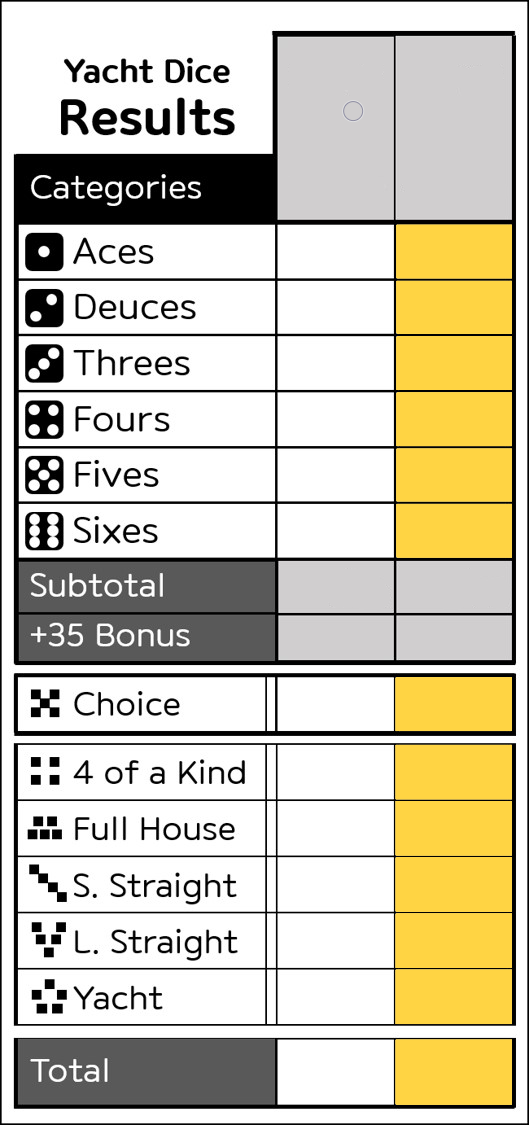 Yacht Dice
Results
Categories
Aces
Deuces
Threes
Fours
Fives
Sixes
Subtotal
+35 Bonus
Choice
4 of a Kind
Full House
S. Straight
L. Straight
Yacht
Total